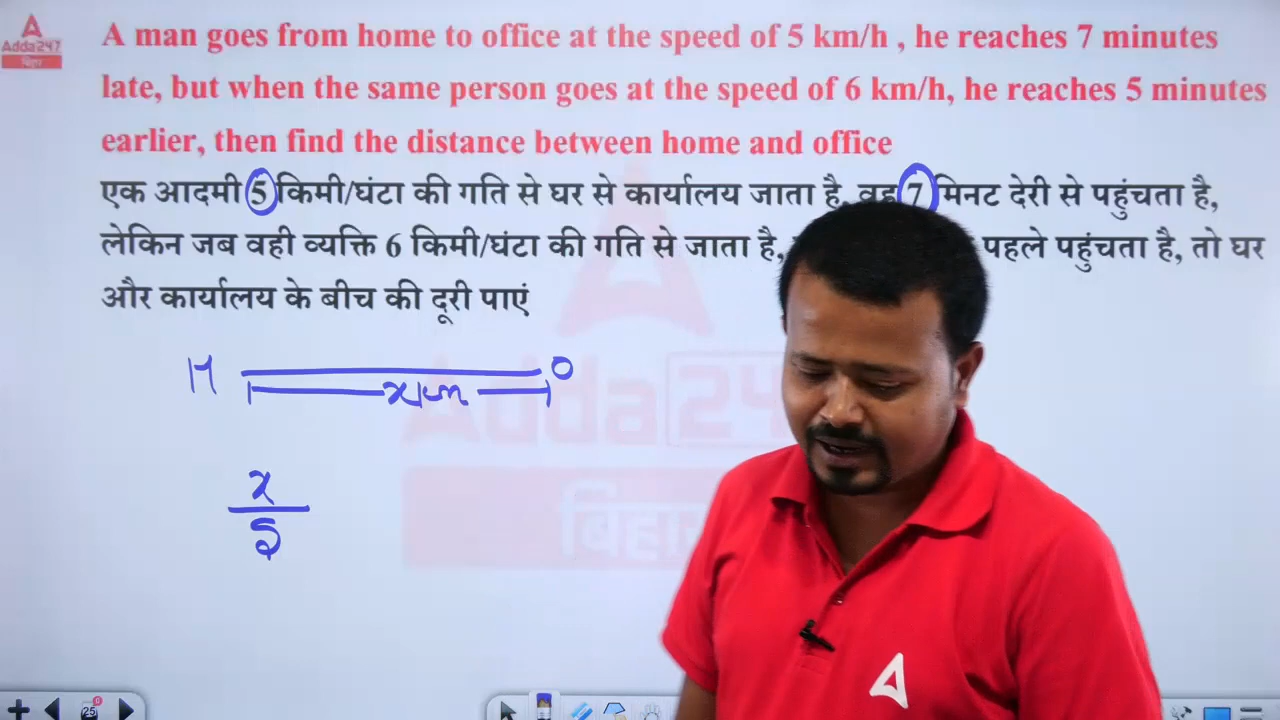 Adda247
बिहार
A man goes from home to office at the speed of 5 km/h , he reaches 7 minutes
late, but when the same person goes at the speed of 6 km/h, he reaches 5 minutes
earlier, then find the distance between home and office
एक आदमी 5 किमी/घंटा की गति से घर से कार्यालय जाता है, वह 7 मिनट देरी से पहुंचता है,
लेकिन जब वही व्यक्ति 6 किमी/घंटा की गति से जाता है, पहले पहुंचता है, तो घर
और कार्यालय के बीच की दूरी पाएं
H O
x km
Adda 24
बिहार
x
5
25